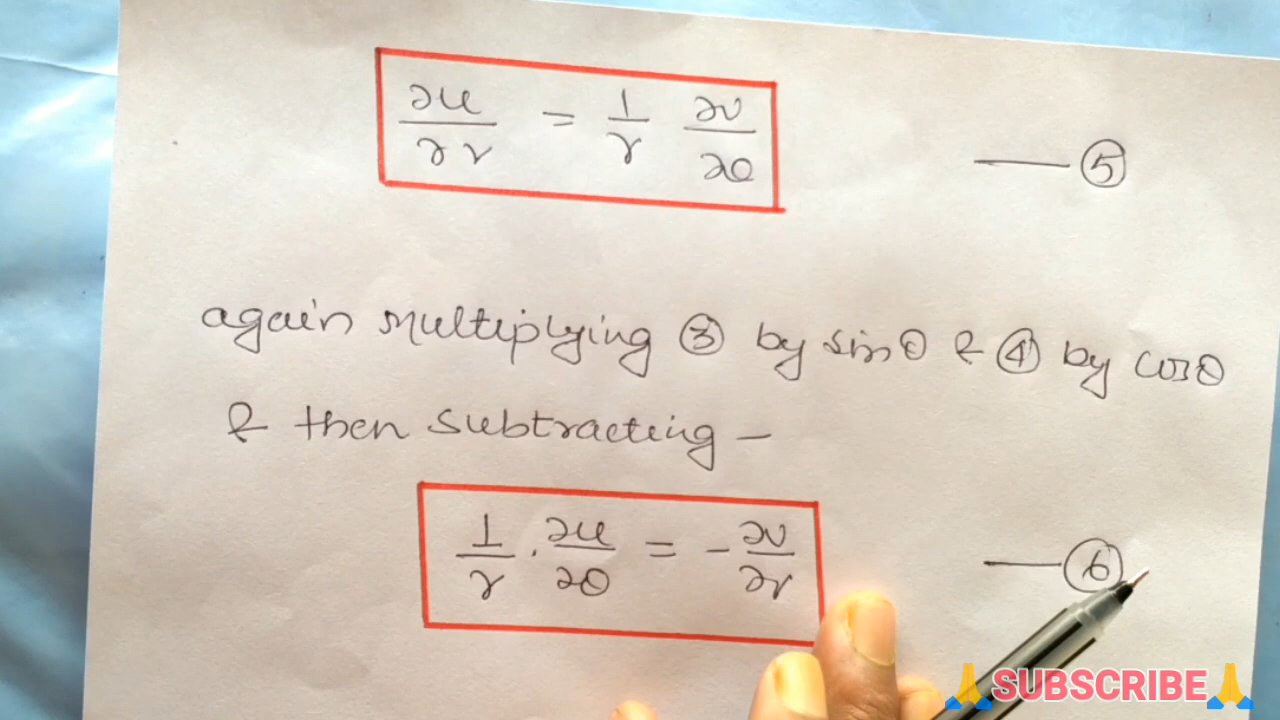 ∂u/∂r = 1/r ∂v/∂θ —⑤
again multiplying ③ by sinθ & ④ by cosθ
& then subtracting –
1/r · ∂u/∂θ = - ∂v/∂r —⑥
🙏SUBSCRIBE🙏